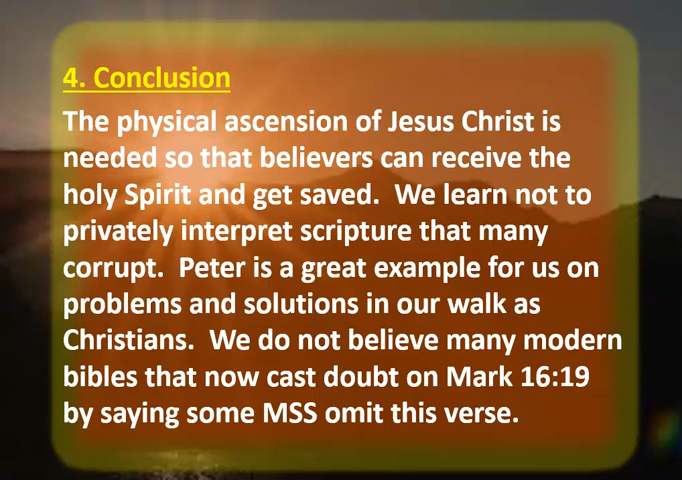 4. Conclusion
The physical ascension of Jesus Christ is
needed so that believers can receive the
holy Spirit and get saved.  We learn not to
privately interpret scripture that many
corrupt.  Peter is a great example for us on
problems and solutions in our walk as
Christians.  We do not believe many modern
bibles that now cast doubt on Mark 16:19
by saying some MSS omit this verse.